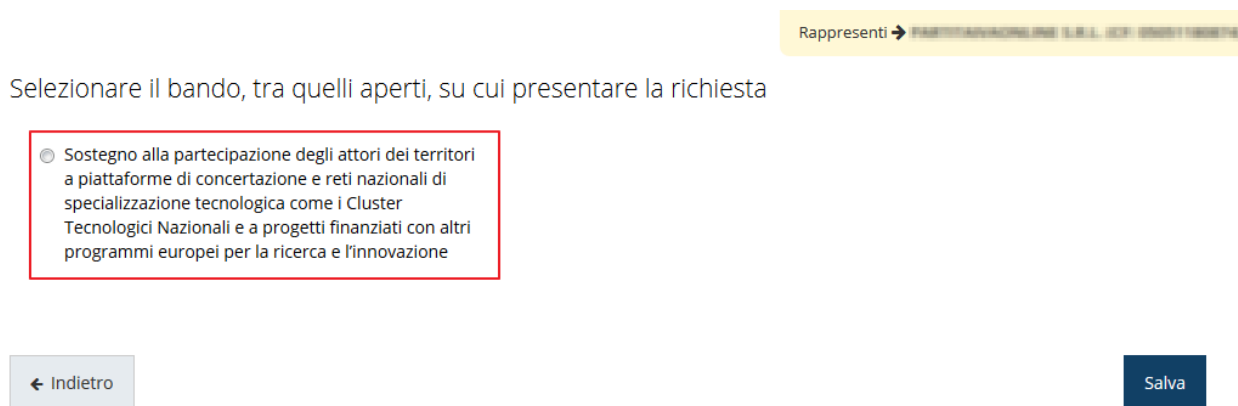 Rappresenti
Selezionare il bando, tra quelli aperti, su cui presentare la richiesta
Sostegno alla partecipazione degli attori dei territori
a piattaforme di concertazione e reti nazionali di
specializzazione tecnologica come i Cluster
Tecnologici Nazionali e a progetti finanziati con altri
programmi europei per la ricerca e l’innovazione
Indietro
Salva